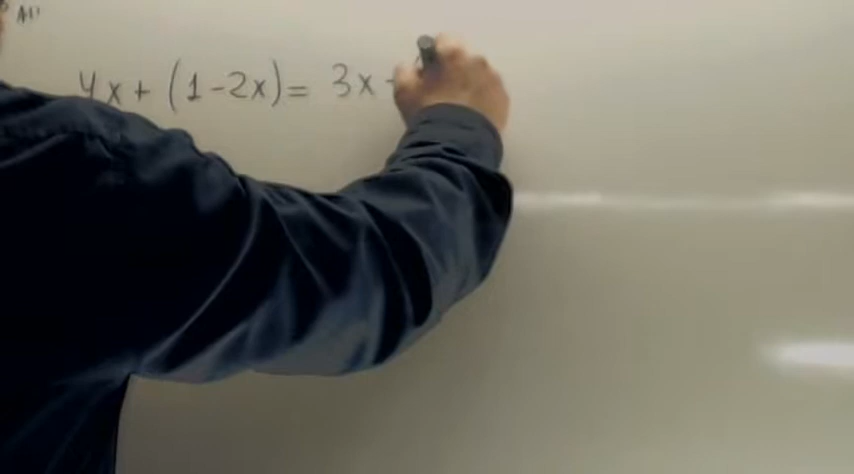 4x + (1-2x) = 3x -